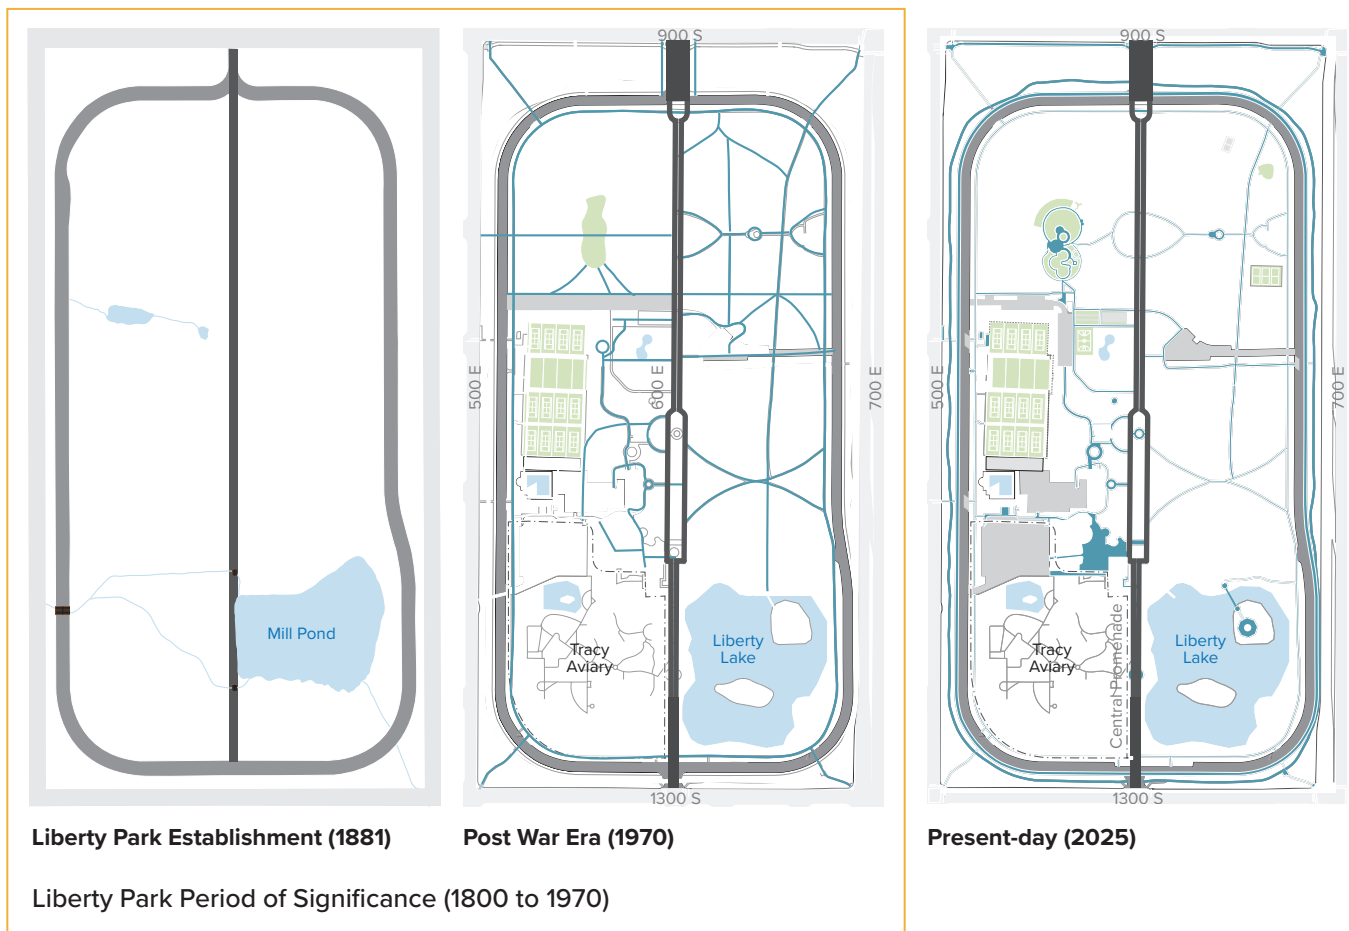 Mill Pond
Liberty Park Establishment (1881)
900 S
500 E
600 E
700 E
Tracy
Aviary
Liberty
Lake
1300 S
Post War Era (1970)
Liberty Park Period of Significance (1800 to 1970)
900 S
500 E
700 E
Tracy
Aviary
Central Promenade
Liberty
Lake
1300 S
Present-day (2025)